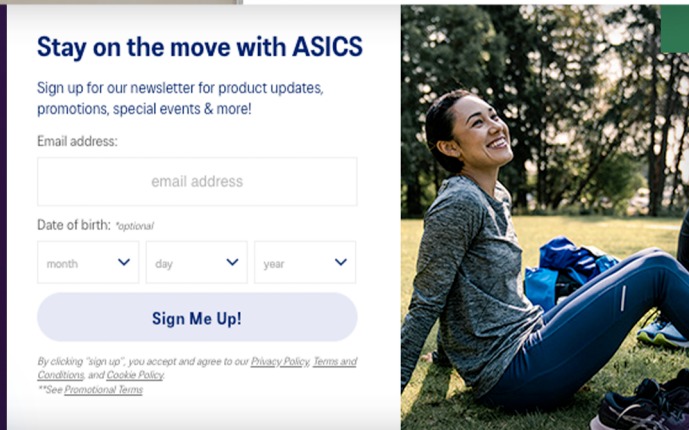 Stay on the move with ASICS
Sign up for our newsletter for product updates,
promotions, special events & more!
Email address:
email address
Date of birth: *optional
month day year
Sign Me Up!
By clicking "sign up", you accept and agree to our Privacy Policy, Terms and
Conditions, and Cookie Policy.
**See Promotional Terms